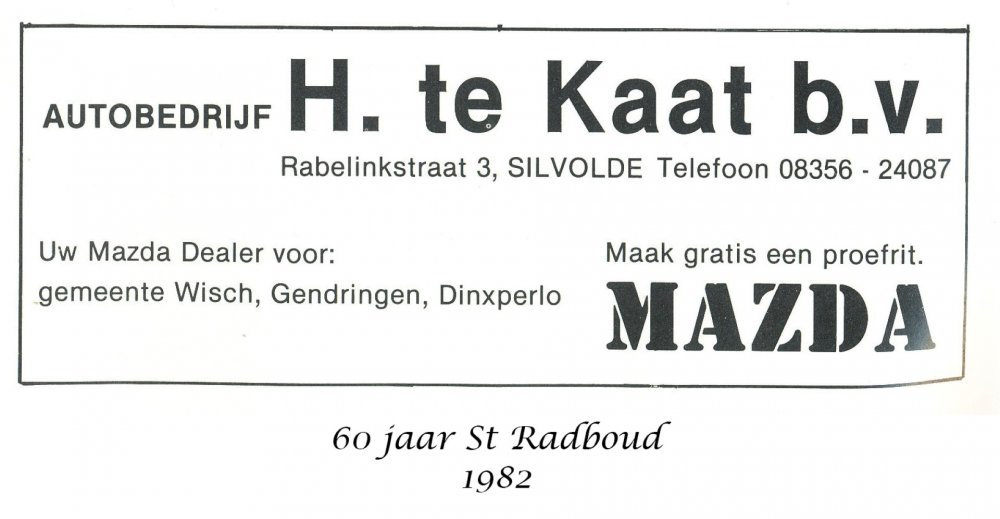 AUTOBEDRIJF H. te Kaat b.v.
Rabelinkstraat 3, SILVOLDE Telefoon 08356 - 24087
Uw Mazda Dealer voor:
gemeente Wisch, Gendringen, Dinxperlo
Maak gratis een proefrit.
MAZDA
60 jaar St Radboud
1982